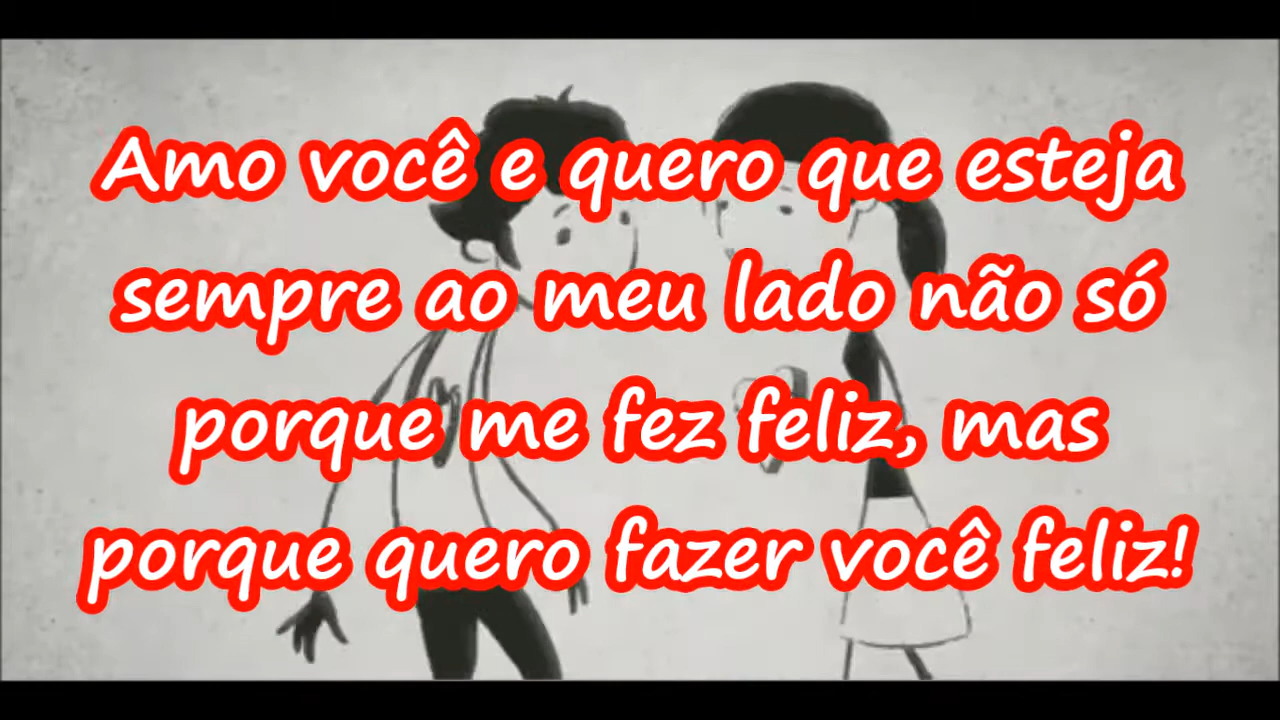 Amo você e quero que esteja
sempre ao meu lado não só
porque me fez feliz, mas
porque quero fazer você feliz!